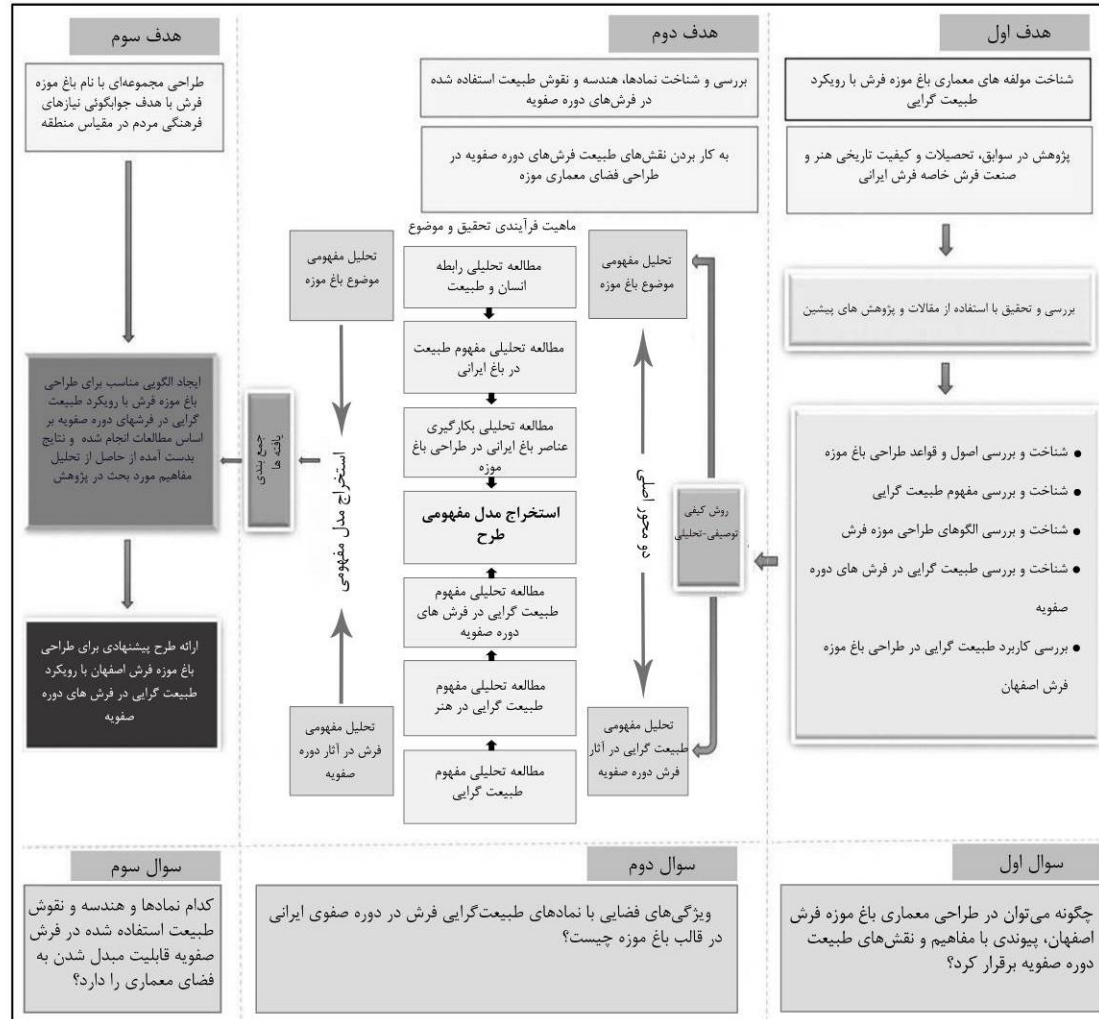 هدف اول
شناخت مولفه های معماری باغ موزه فرش با رویکرد
طبیعت گرایی
پژوهش در سوابق، تحصیلات و کیفیت تاریخی هنر و
صنعت فرش خاصه فرش ایرانی
بررسی و تحقیق با استفاده از مقالات و پژوهش های پیشین
● شناخت و بررسی اصول و قواعد طراحی باغ موزه
● شناخت و بررسی مفهوم طبیعت گرایی
● شناخت و بررسی الگوهای طراحی موزه فرش
● شناخت و بررسی طبیعت گرایی در فرش های دوره
صفویه
● بررسی کاربرد طبیعت گرایی در طراحی باغ موزه
فرش اصفهان
هدف دوم
بررسی و شناخت نمادها، هندسه و نقوش طبیعت استفاده شده
در فرش‌های دوره صفویه
به کار بردن نقش‌های طبیعت فرش‌های دوره صفویه در
طراحی فضای معماری موزه
ماهیت فرآیندی تحقیق و موضوع
روش کیفی
توصیفی-تحلیلی
تحلیل مفهومی
موضوع باغ موزه
دو محور اصلی
تحلیل مفهومی
طبیعت گرایی در آثار
فرش دوره صفویه
مطالعه تحلیلی رابطه
انسان و طبیعت
مطالعه تحلیلی مفهوم طبیعت
در باغ ایرانی
مطالعه تحلیلی بکارگیری
عناصر باغ ایرانی در طراحی باغ
موزه
استخراج مدل مفهومی
طرح
مطالعه تحلیلی مفهوم
طبیعت گرایی در فرش های
دوره صفویه
مطالعه تحلیلی مفهوم
طبیعت گرایی در هنر
مطالعه تحلیلی مفهوم
طبیعت گرایی
تحلیل مفهومی
موضوع باغ موزه
استخراج مدل مفهومی
تحلیل مفهومی
فرش در آثار دوره
صفویه
جمع بندی
یافته ها
هدف سوم
طراحی مجموعه‌ای با نام باغ موزه
فرش با هدف جوابگوئی نیازهای
فرهنگی مردم در مقیاس منطقه
ایجاد الگویی مناسب برای طراحی
باغ موزه فرش با رویکرد طبیعت
گرایی در فرشهای دوره صفویه بر
اساس مطالعات انجام شده و نتایج
بدست آمده از حاصل از تحلیل
مفاهیم مورد بحث در پژوهش
ارائه طرح پیشنهادی برای طراحی
باغ موزه فرش اصفهان با رویکرد
طبیعت گرایی در فرش های دوره
صفویه
سوال اول
چگونه می‌توان در طراحی معماری باغ موزه فرش
اصفهان، پیوندی با مفاهیم و نقش‌های طبیعت
دوره صفویه برقرار کرد؟
سوال دوم
ویژگی‌های فضایی با نمادهای طبیعت‌گرایی فرش در دوره صفوی ایرانی
در قالب باغ موزه چیست؟
سوال سوم
کدام نمادها و هندسه و نقوش
طبیعت استفاده شده در فرش
صفویه قابلیت مبدل شدن به
فضای معماری را دارد؟